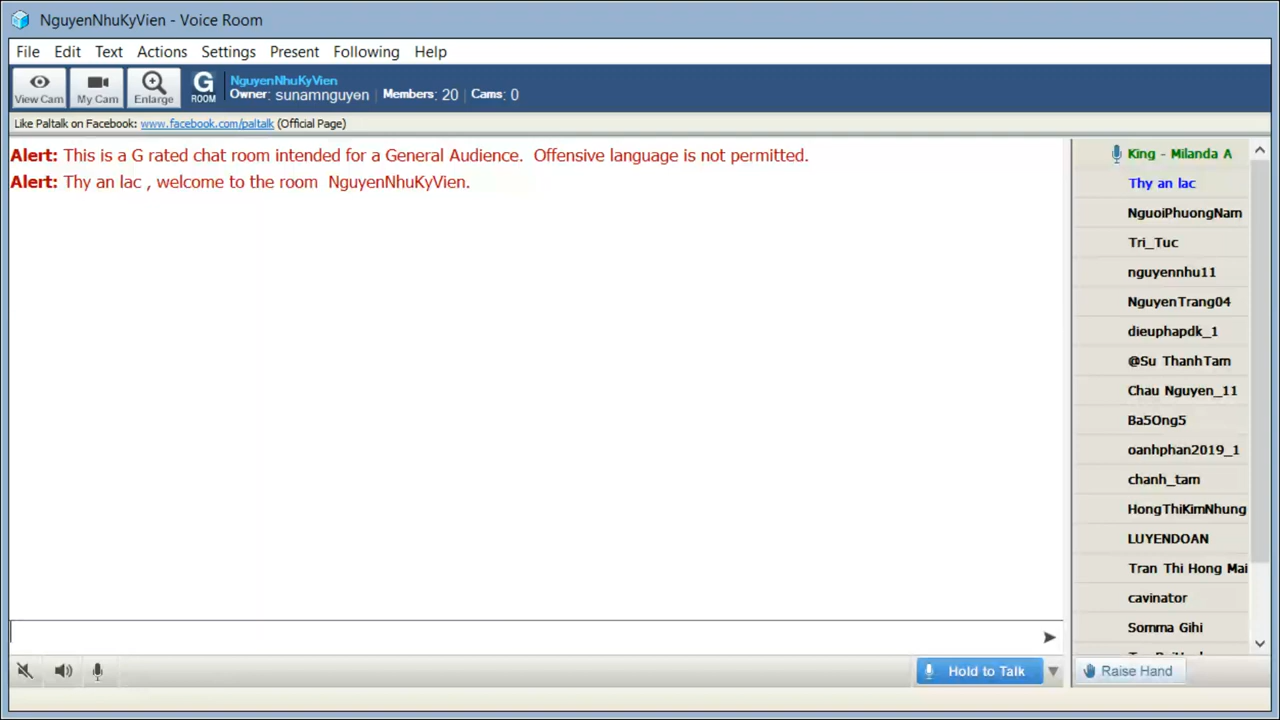 NguyenNhuKyVien - Voice Room
File Edit Text Actions Settings Present Following Help
View Cam
My Cam
Enlarge
G
ROOM
NguyenNhuKyVien
Owner: sunamnguyen Members: 20 Cams: 0
Like Paltalk on Facebook: www.facebook.com/paltalk (Official Page)
Alert: This is a G rated chat room intended for a General Audience. Offensive language is not permitted.
Alert: Thy an lac , welcome to the room NguyenNhuKyVien.
King - Milanda A
Thy an lac
NguoiPhuongNam
Tri_Tuc
nguyennhu11
NguyenTrang04
dieuphapdk_1
@Su ThanhTam
Chau Nguyen_11
Ba5Ong5
oanhphan2019_1
chanh_tam
HongThiKimNhung
LUYENDOAN
Tran Thi Hong Mai
cavinator
Somma Gihi
Hold to Talk
Raise Hand